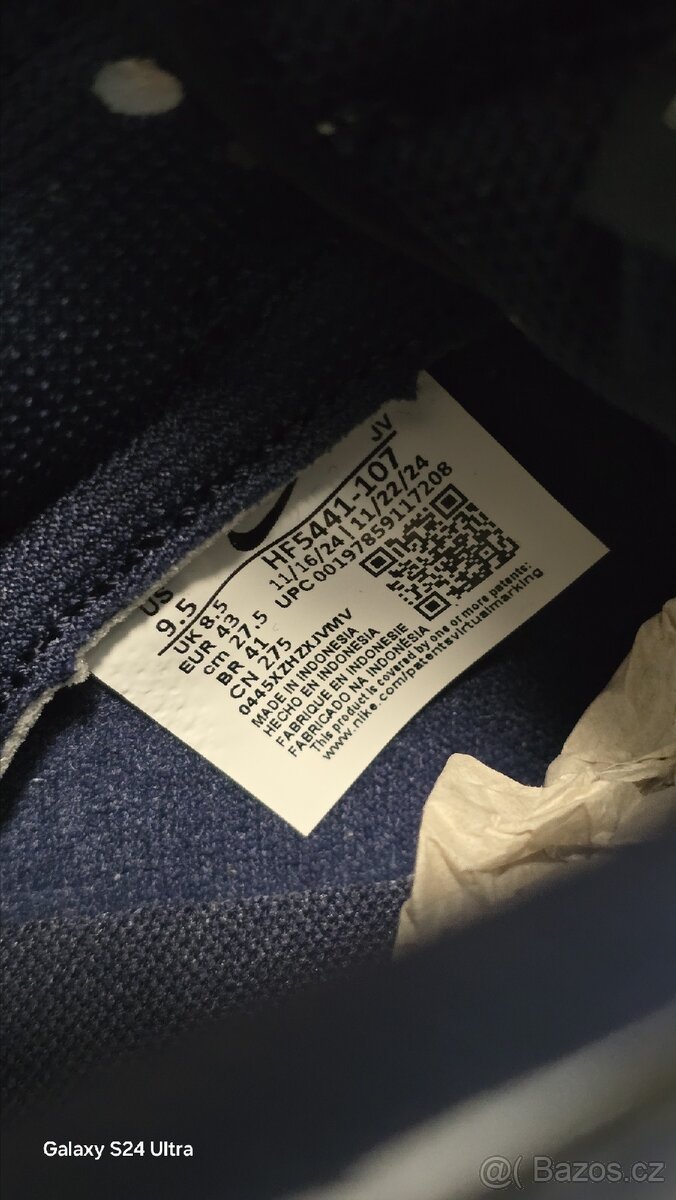 JV
US
9.5
HF5441-107
11/16/24 | 11/22/24
UPC 00197859117208
UK 8.5
EUR 43
cm 27.5
BR 41
CN 275
0445XZHZXJVMV
MADE IN INDONESIA
HECHO EN INDONESIA
FABRIQUÉ EN INDONESIE
FABRICADO NA INDONESIA
This product is covered by one or more patents:
www.nike.com/patentsvirtualmarking
Galaxy S24 Ultra
@( Bazos.cz